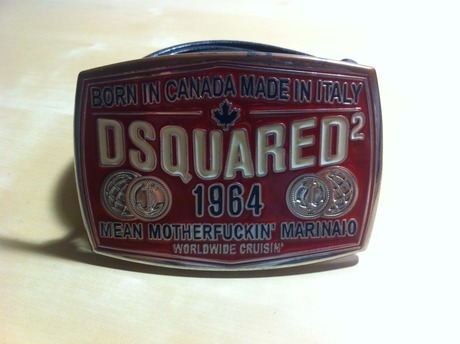 BORN IN CANADA MADE IN ITALY
DSQUARED²
1964
MEAN MOTHERFUCKIN' MARINAIO
WORLDWIDE CRUISIN'